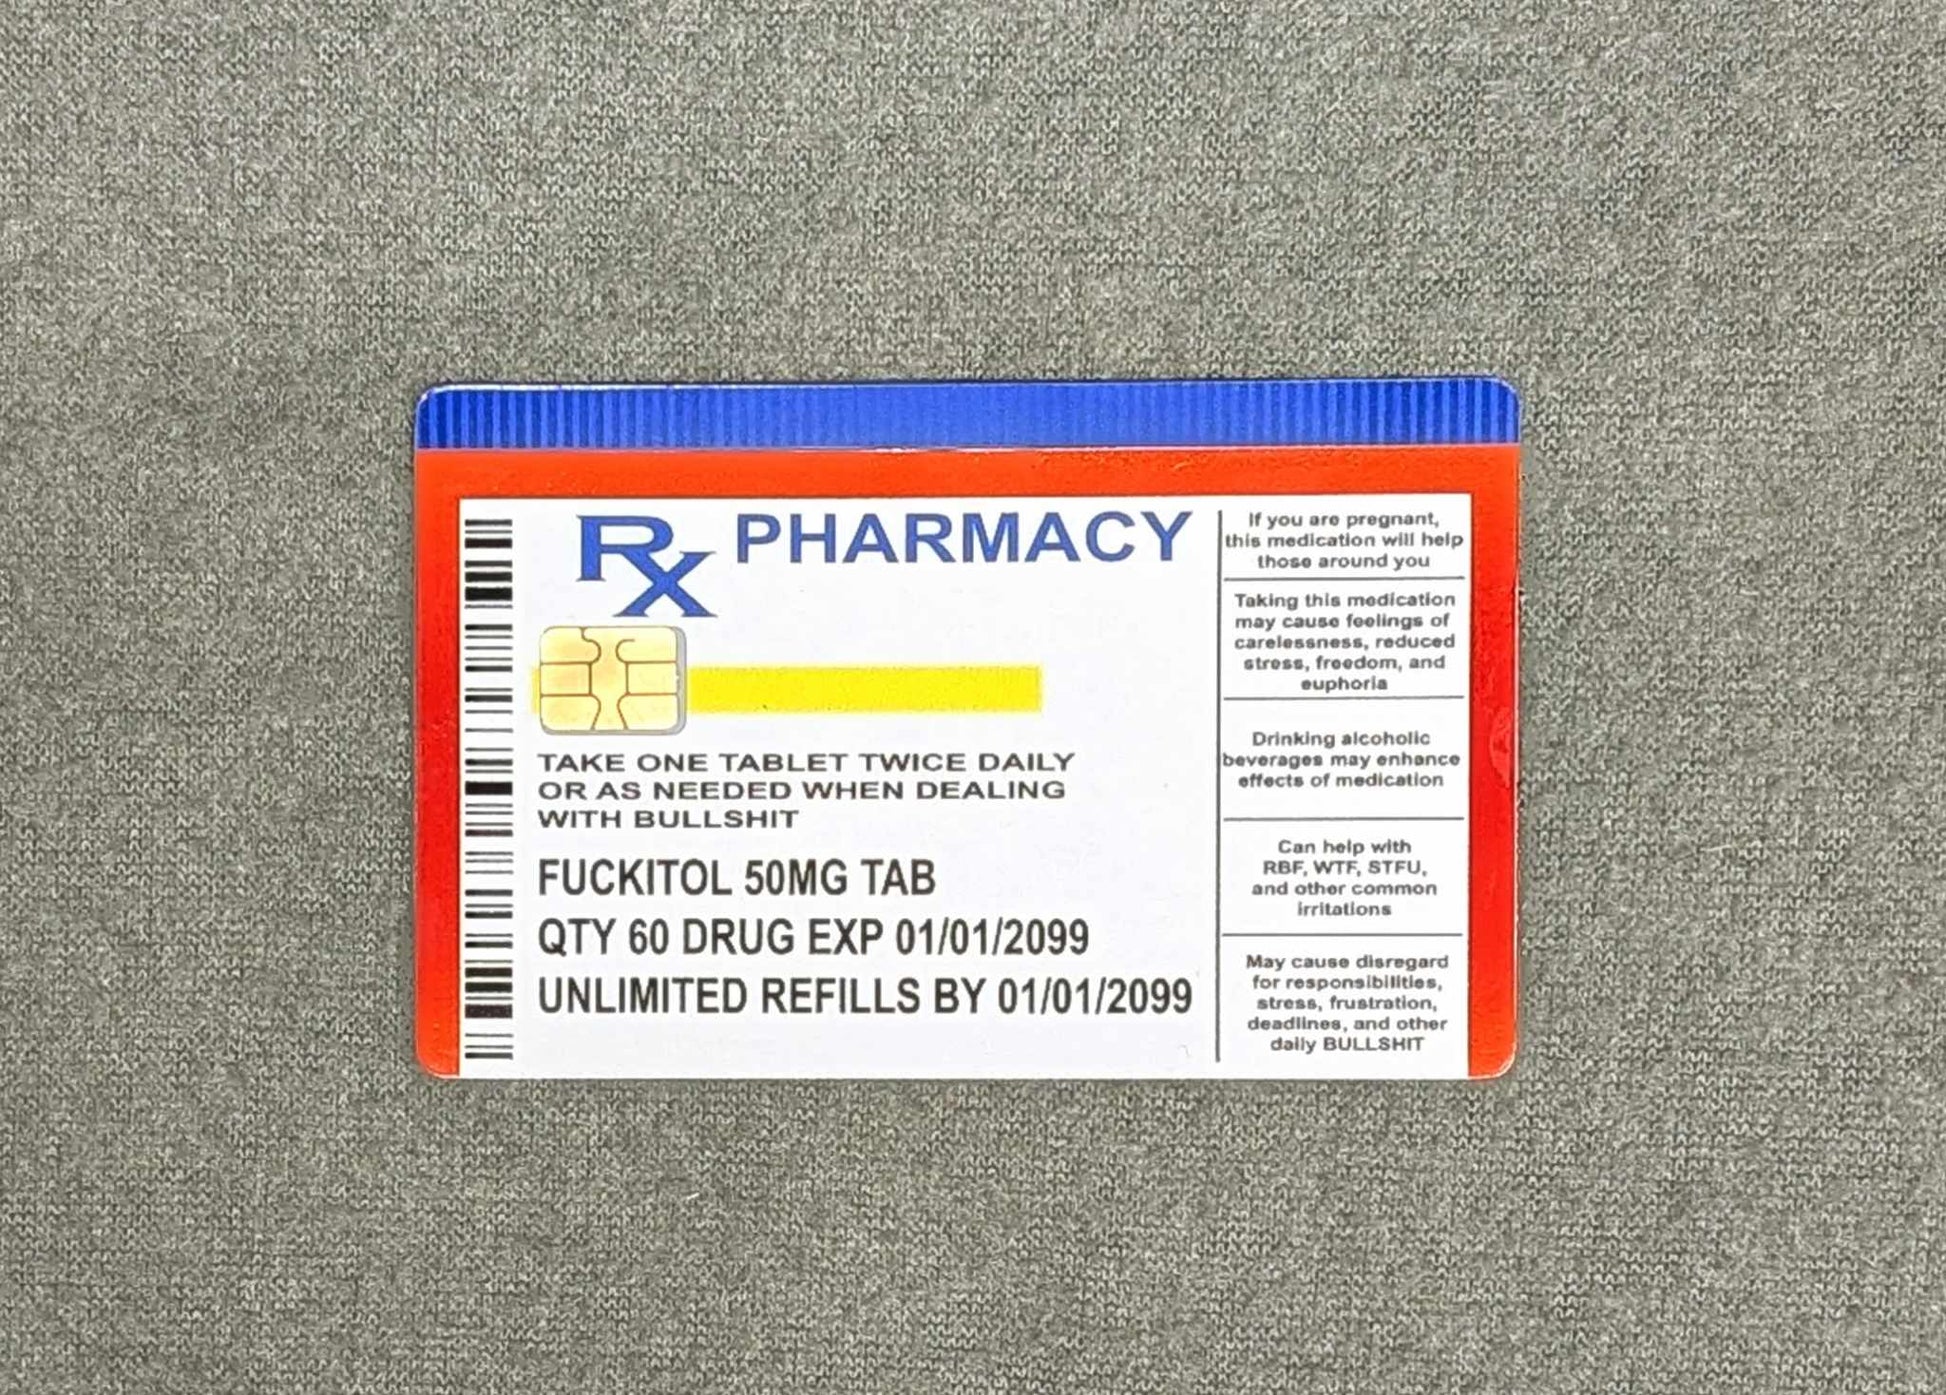 Rx PHARMACY
TAKE ONE TABLET TWICE DAILY
OR AS NEEDED WHEN DEALING
WITH BULLSHIT
FUCKITOL 50MG TAB
QTY 60 DRUG EXP 01/01/2099
UNLIMITED REFILLS BY 01/01/2099
If you are pregnant,
this medication will help
those around you
Taking this medication
may cause feelings of
carelessness, reduced
stress, freedom, and
euphoria
Drinking alcoholic
beverages may enhance
effects of medication
Can help with
RBF, WTF, STFU,
and other common
irritations
May cause disregard
for responsibilities,
stress, frustration,
deadlines, and other
daily BULLSHIT